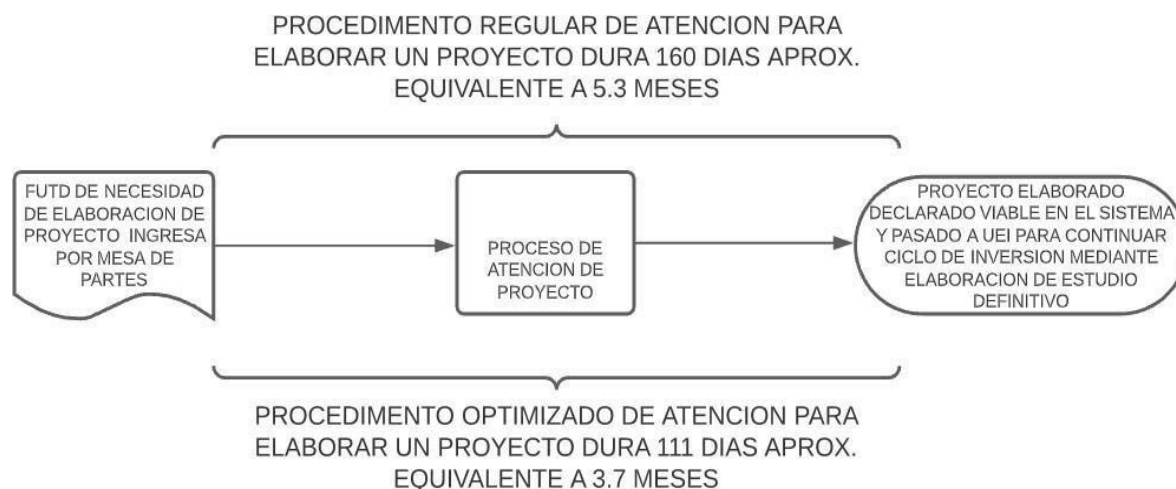 PROCEDIMENTO REGULAR DE ATENCION PARA
ELABORAR UN PROYECTO DURA 160 DIAS APROX.
EQUIVALENTE A 5.3 MESES
FUTD DE NECESIDAD
DE ELABORACION DE
PROYECTO INGRESA
POR MESA DE
PARTES
PROCESO DE
ATENCION DE
PROYECTO
PROYECTO ELABORADO
DECLARADO VIABLE EN EL SISTEMA
Y PASADO A UEI PARA CONTINUAR
CICLO DE INVERSION MEDIANTE
ELABORACION DE ESTUDIO
DEFINITIVO
PROCEDIMENTO OPTIMIZADO DE ATENCION PARA
ELABORAR UN PROYECTO DURA 111 DIAS APROX.
EQUIVALENTE A 3.7 MESES